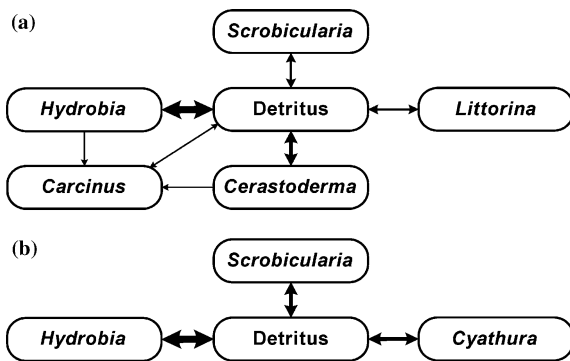 (a)
Scrobicularia
Hydrobia Detritus Littorina
Carcinus Cerastoderma
(b)
Scrobicularia
Hydrobia Detritus Cyathura